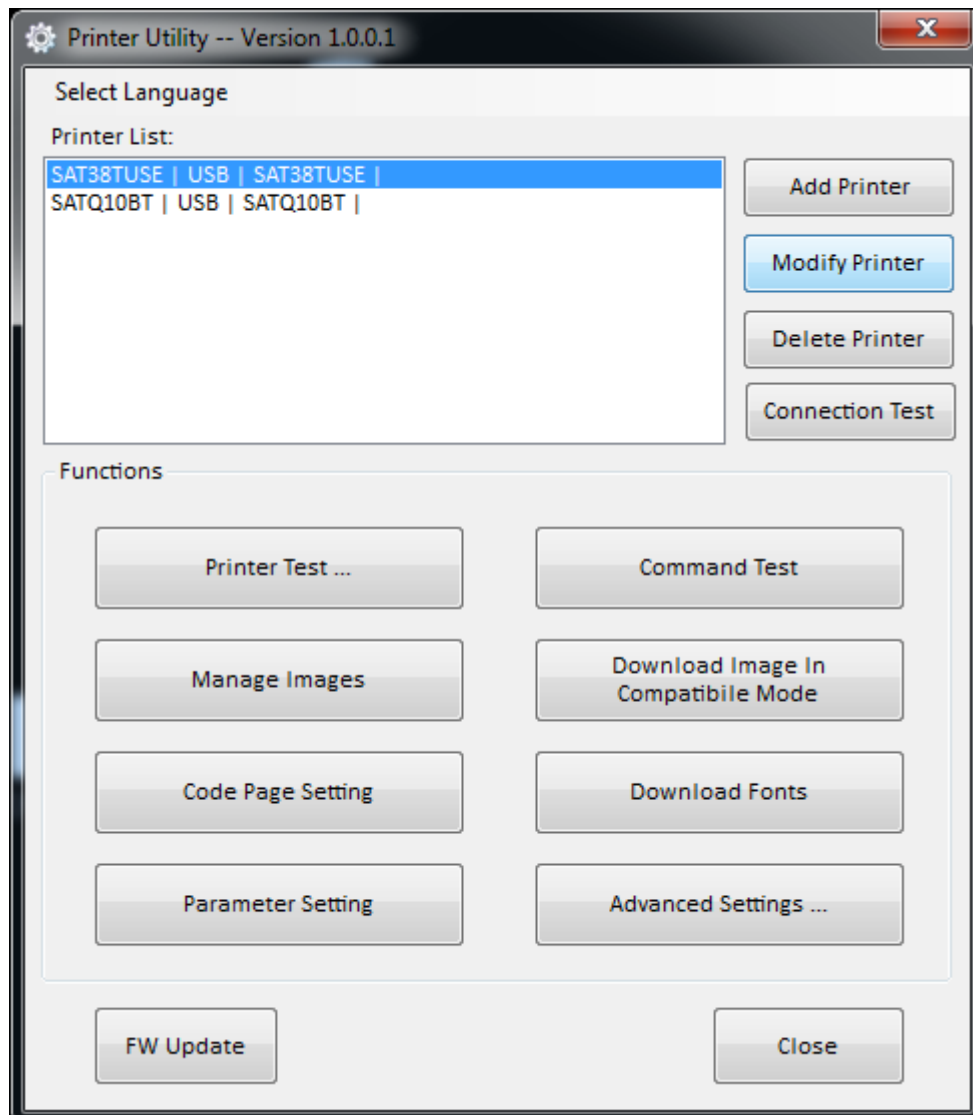 Printer Utility -- Version 1.0.0.1
Select Language
Printer List:
SAT38TUSE | USB | SAT38TUSE |
SATQ10BT | USB | SATQ10BT |
Add Printer
Modify Printer
Delete Printer
Connection Test
Functions
Printer Test ...
Command Test
Manage Images
Download Image In
Compatibile Mode
Code Page Setting
Download Fonts
Parameter Setting
Advanced Settings ...
FW Update
Close